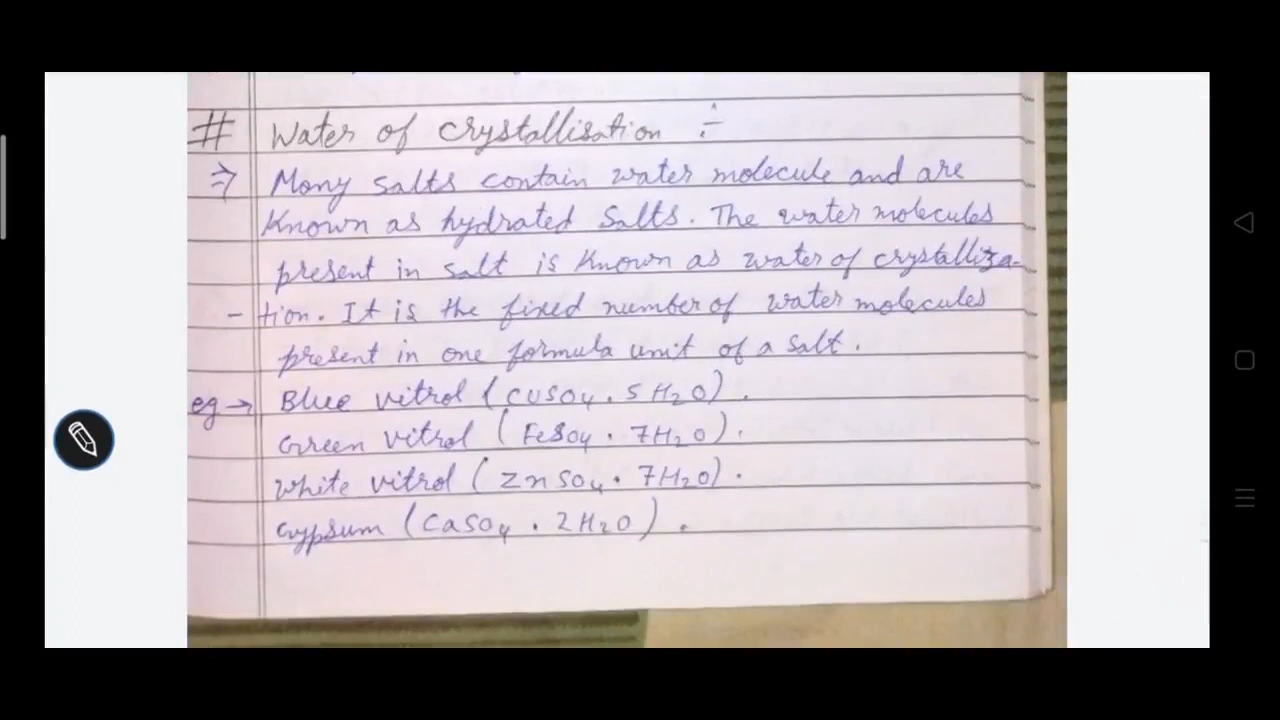 # Water of crystallisation :-
⇒ Many salts contain water molecule and are
known as hydrated salts. The water molecules
present in salt is known as water of crystalliza-
- tion. It is the fixed number of water molecules
present in one formula unit of a salt.
eg → Blue vitrol (CuSO₄ . 5H₂O).
Green vitrol (FeSO₄ . 7H₂O).
White vitrol (ZnSO₄ . 7H₂O).
Gypsum (CaSO₄ . 2H₂O).